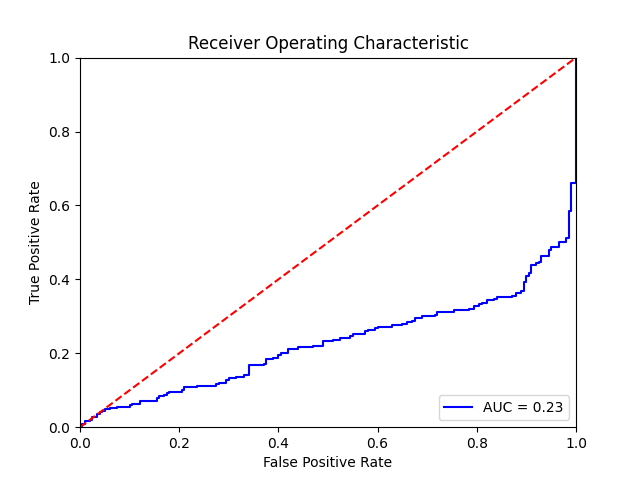 Receiver Operating Characteristic
1.0
0.8
0.6
0.4
0.2
0.0
True Positive Rate
AUC = 0.23
0.0 0.2 0.4 0.6 0.8 1.0
False Positive Rate